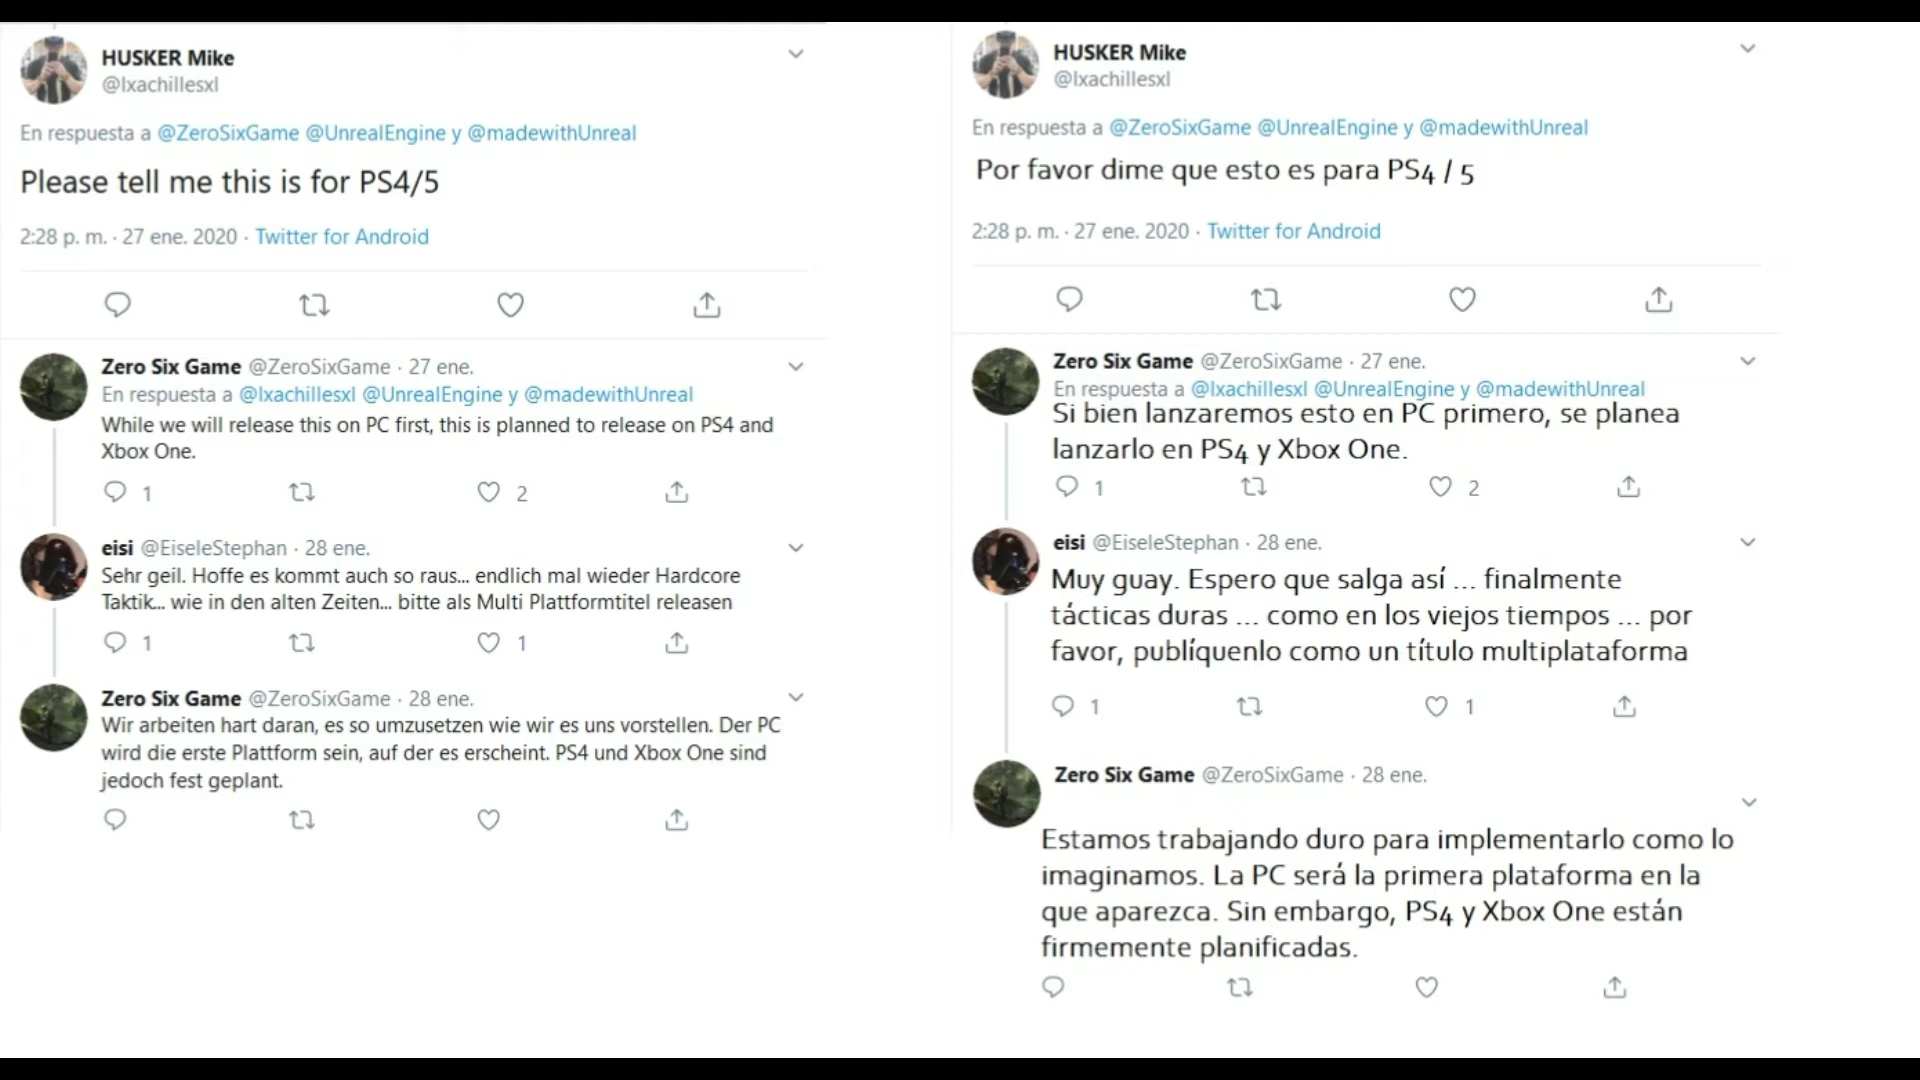 HUSKER Mike
@lxachillesxl
En respuesta a @ZeroSixGame @UnrealEngine y @madewithUnreal
Please tell me this is for PS4/5
2:28 p. m. · 27 ene. 2020 · Twitter for Android
Zero Six Game @ZeroSixGame · 27 ene.
En respuesta a @lxachillesxl @UnrealEngine y @madewithUnreal
While we will release this on PC first, this is planned to release on PS4 and
Xbox One.
1 2
eisi @EiseleStephan · 28 ene.
Sehr geil. Hoffe es kommt auch so raus... endlich mal wieder Hardcore
Taktik... wie in den alten Zeiten... bitte als Multi Plattformtitel releasen
1 1
Zero Six Game @ZeroSixGame · 28 ene.
Wir arbeiten hart daran, es so umzusetzen wie wir es uns vorstellen. Der PC
wird die erste Plattform sein, auf der es erscheint. PS4 und Xbox One sind
jedoch fest geplant.
HUSKER Mike
@lxachillesxl
En respuesta a @ZeroSixGame @UnrealEngine y @madewithUnreal
Por favor dime que esto es para PS4 / 5
2:28 p. m. · 27 ene. 2020 · Twitter for Android
Zero Six Game @ZeroSixGame · 27 ene.
En respuesta a @lxachillesxl @UnrealEngine y @madewithUnreal
Si bien lanzaremos esto en PC primero, se planea
lanzarlo en PS4 y Xbox One.
1 2
eisi @EiseleStephan · 28 ene.
Muy guay. Espero que salga así ... finalmente
tácticas duras ... como en los viejos tiempos ... por
favor, publíquenlo como un título multiplataforma
1 1
Zero Six Game @ZeroSixGame · 28 ene.
Estamos trabajando duro para implementarlo como lo
imaginamos. La PC será la primera plataforma en la
que aparezca. Sin embargo, PS4 y Xbox One están
firmemente planificadas.